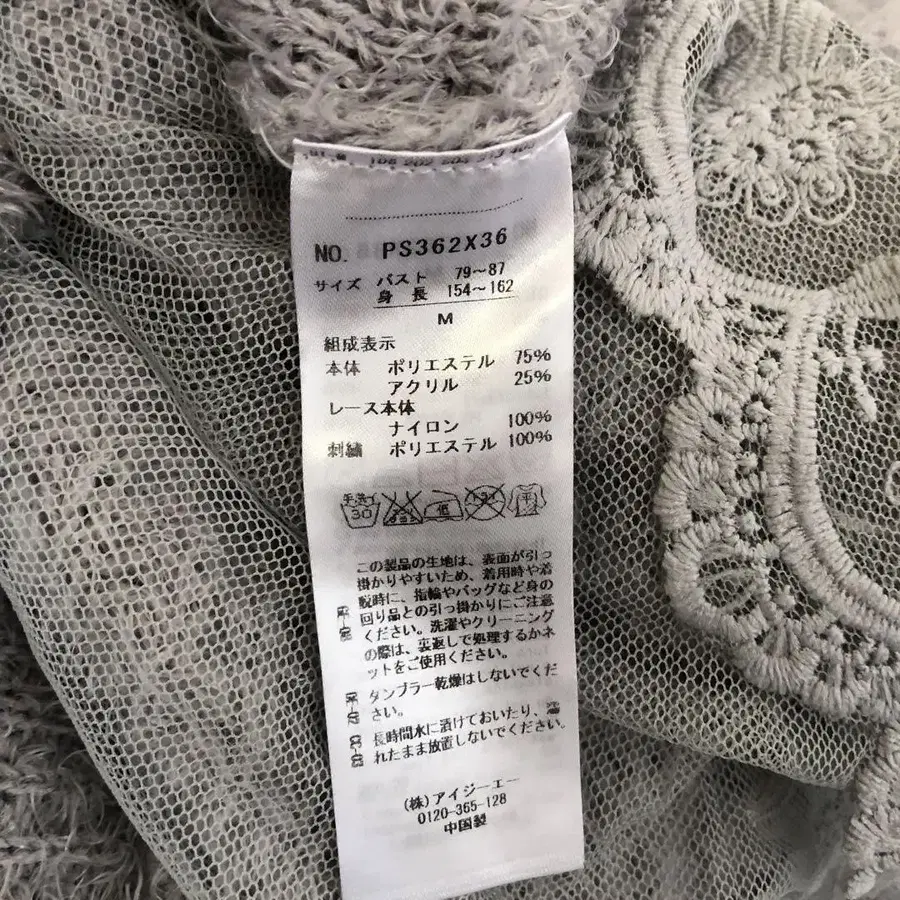 NO. PS362X36
サイズ バスト 79～87
身長 154～162
M
組成表示
本体 ポリエステル 75%
アクリル 25%
レース本体
ナイロン 100%
刺繍 ポリエステル 100%
手洗イ
30
低
平
この製品の生地は、表面が引っ
掛かりやすいため、着用時や着
脱時に、指輪やバッグなど身の
回り品との引っ掛かりにご注意
ください。洗濯やクリーニング
の際は、裏返しで処理するかネ
ットをご使用ください。
タンブラー乾燥はしないでくだ
さい。
長時間水に漬けておいたり、濡
れたまま放置しないでください。
(株)アイジーエー
0120-365-128
中国製